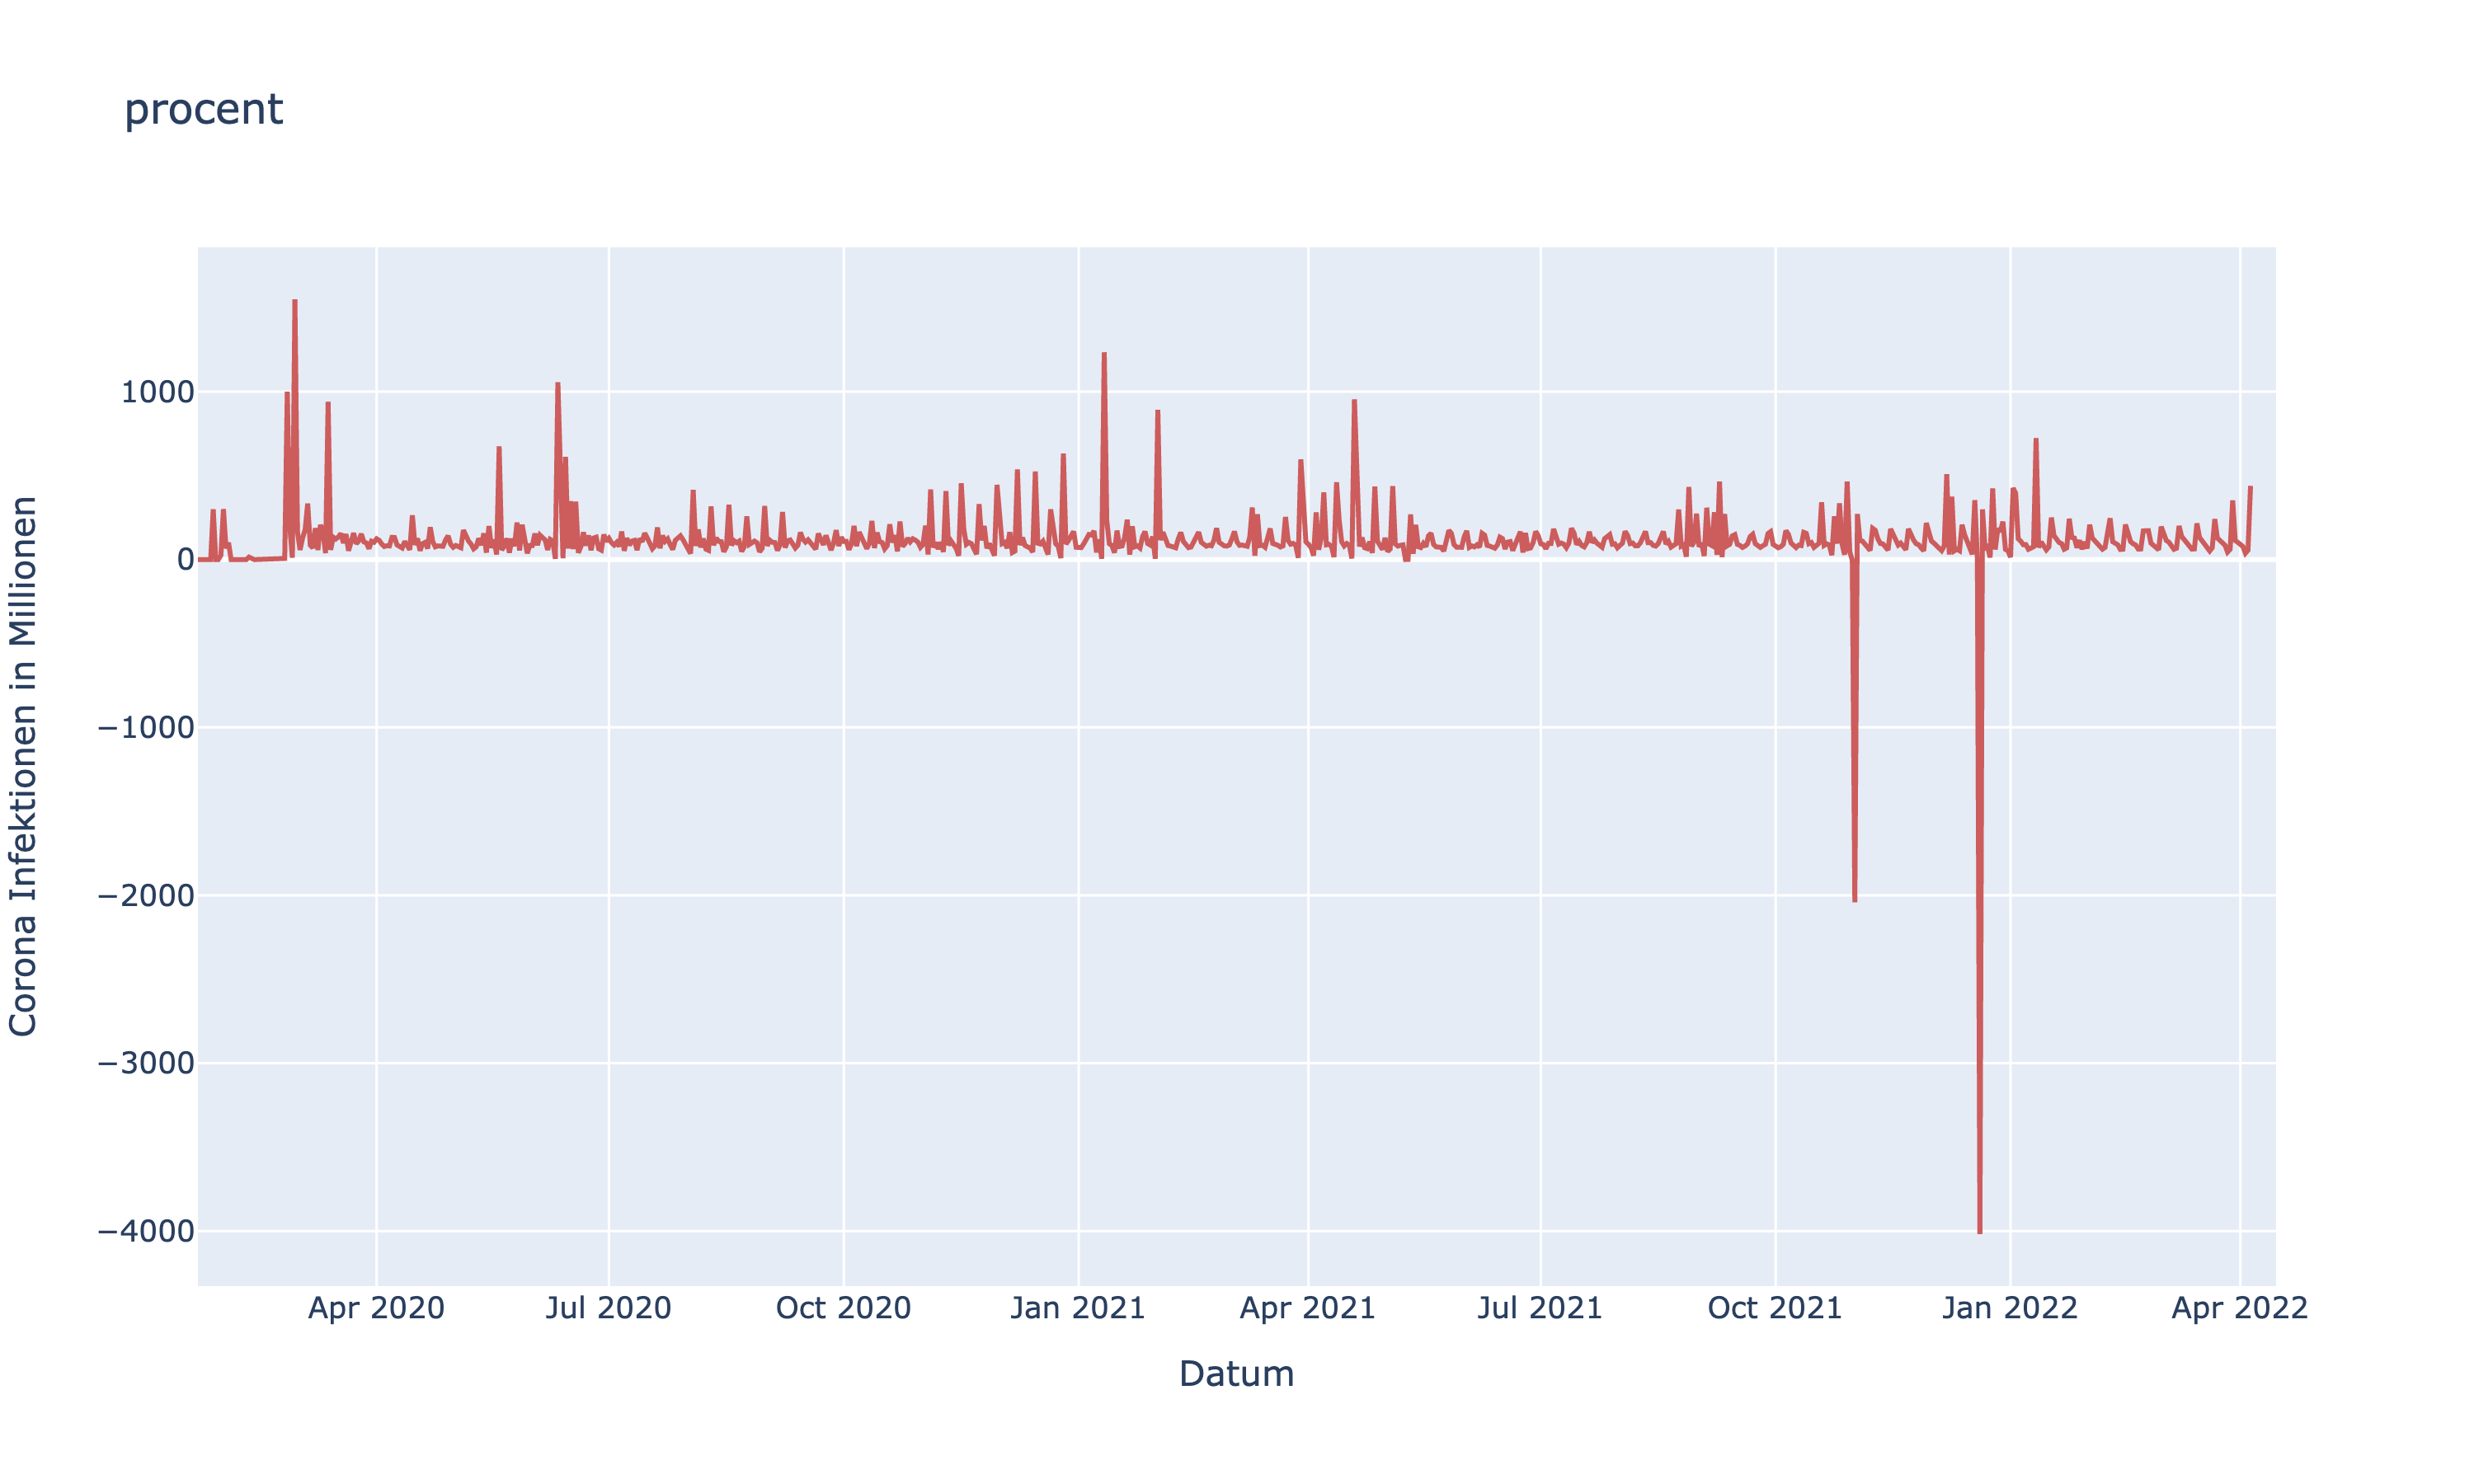 procent
Corona Infektionen in Millionen
1000
0
−1000
−2000
−3000
−4000
Apr 2020
Jul 2020
Oct 2020
Jan 2021
Apr 2021
Jul 2021
Oct 2021
Jan 2022
Apr 2022
Datum